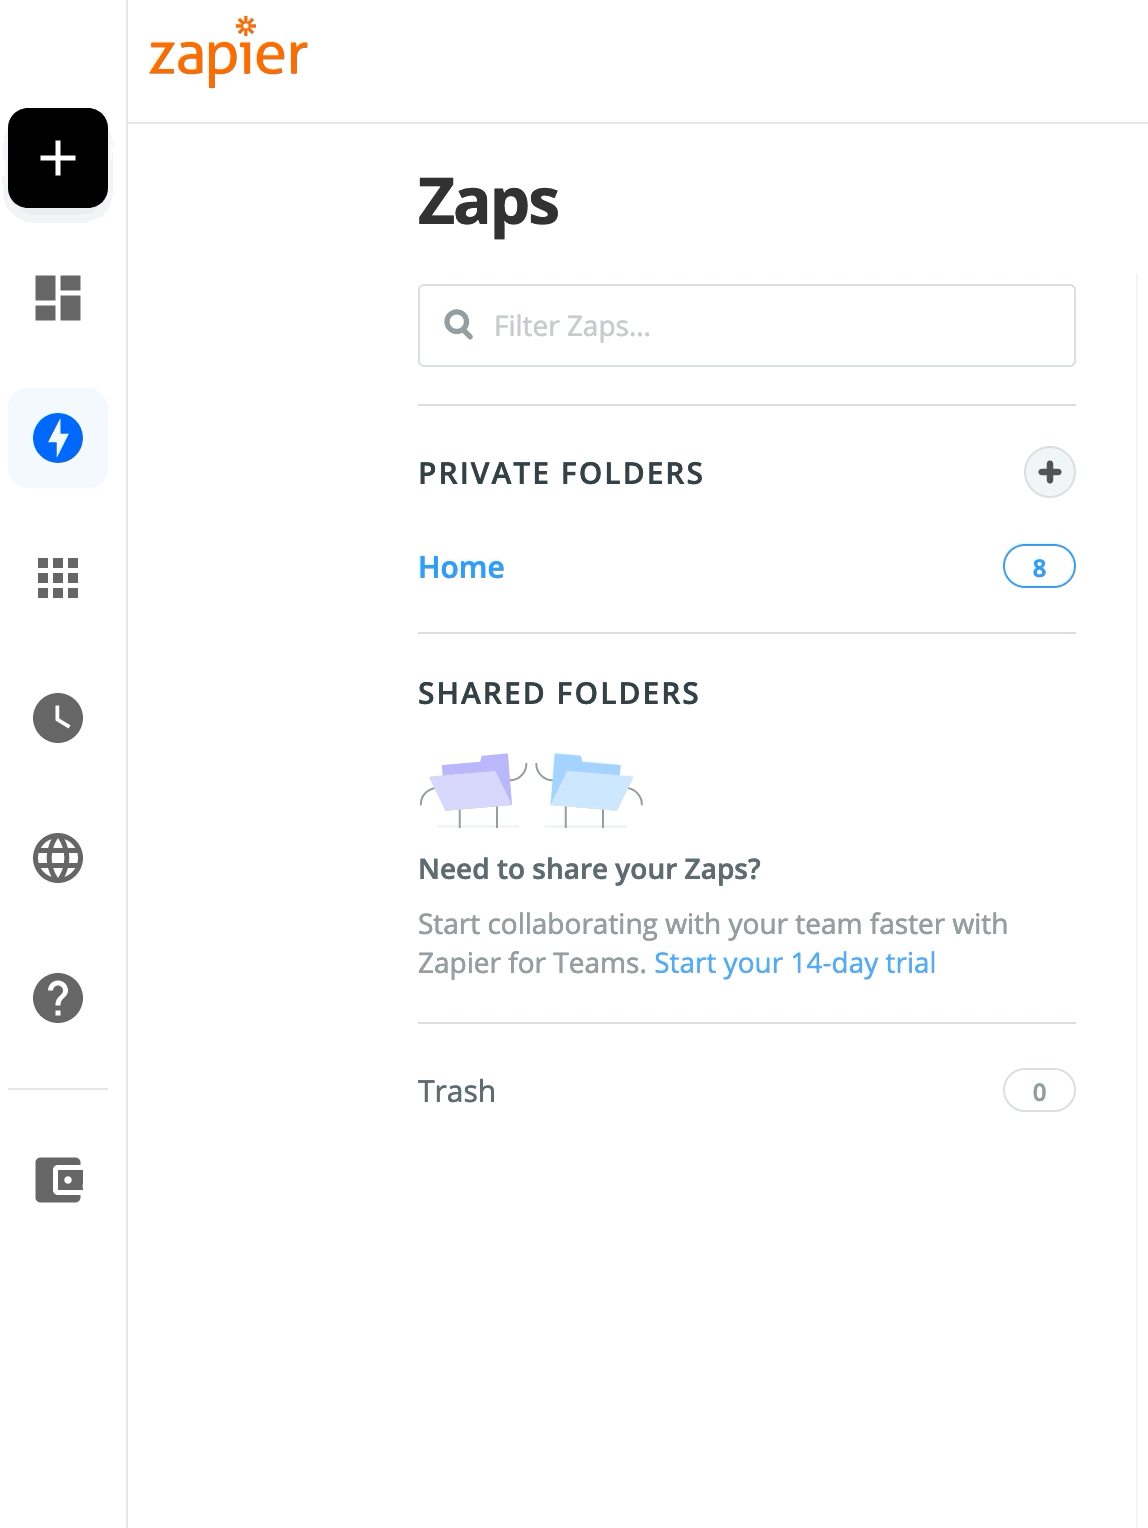 zapier
Zaps
Filter Zaps...
PRIVATE FOLDERS
Home
8
SHARED FOLDERS
Need to share your Zaps?
Start collaborating with your team faster with
Zapier for Teams. Start your 14-day trial
Trash
0